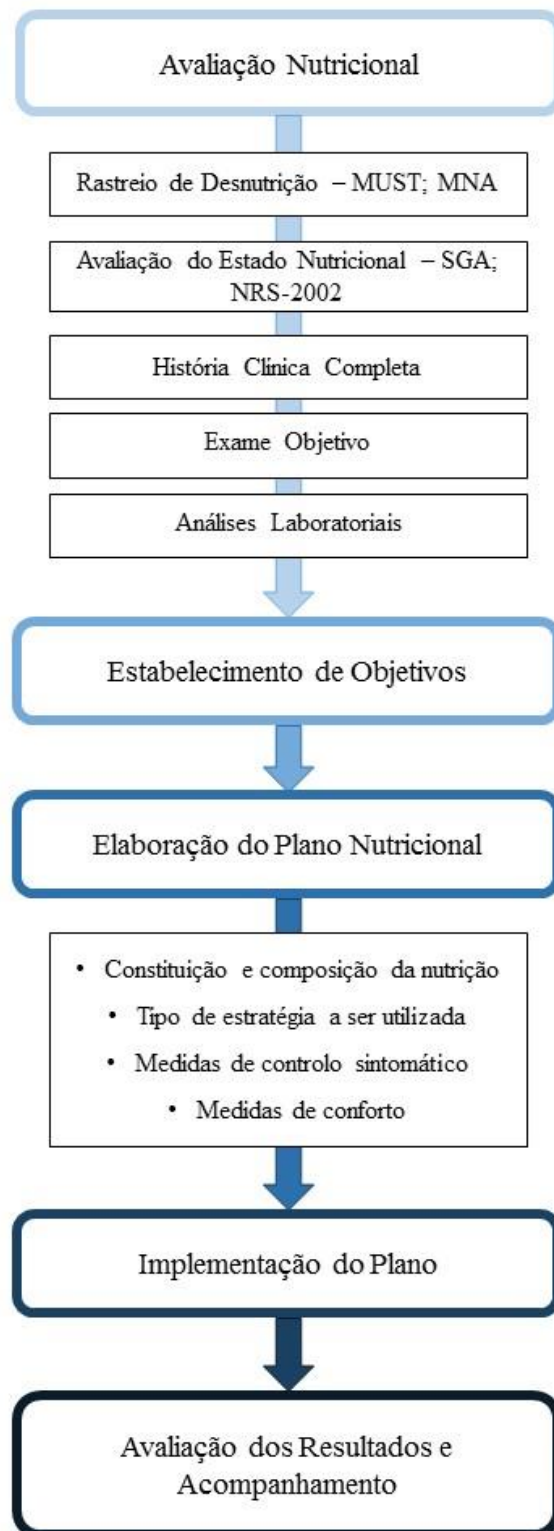 Avaliação Nutricional
Rastreio de Desnutrição – MUST; MNA
Avaliação do Estado Nutricional – SGA;
NRS-2002
História Clínica Completa
Exame Objetivo
Análises Laboratoriais
Estabelecimento de Objetivos
Elaboração do Plano Nutricional
• Constituição e composição da nutrição
• Tipo de estratégia a ser utilizada
• Medidas de controlo sintomático
• Medidas de conforto
Implementação do Plano
Avaliação dos Resultados e
Acompanhamento